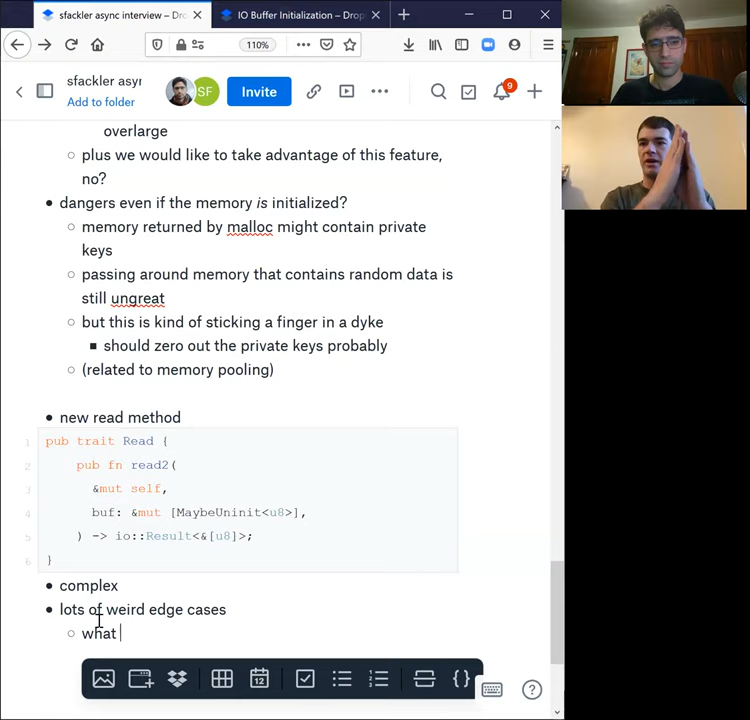 sfackler async interview – Dro
IO Buffer Initialization – Drop
110%
sfackler asyn
Add to folder
SF
Invite
9
overlarge
plus we would like to take advantage of this feature,
no?
dangers even if the memory is initialized?
memory returned by malloc might contain private
keys
passing around memory that contains random data is
still ungreat
but this is kind of sticking a finger in a dyke
should zero out the private keys probably
(related to memory pooling)
new read method
1 pub trait Read {
2 pub fn read2(
3 &mut self,
4 buf: &mut [MaybeUninit<u8>],
5 ) -> io::Result<&[u8]>;
6 }
complex
lots of weird edge cases
what